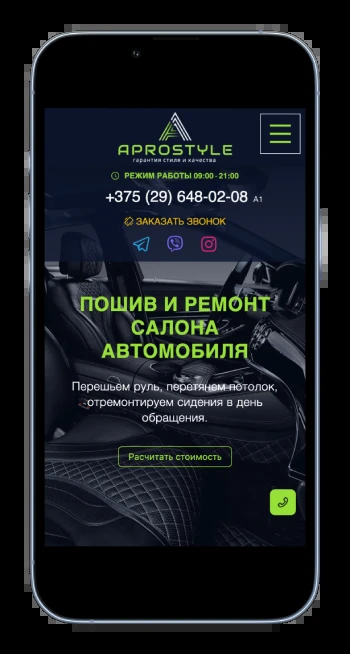 APROSTYLE
гарантия стиля и качества
РЕЖИМ РАБОТЫ 09:00 - 21:00
+375 (29) 648-02-08 A1
ЗАКАЗАТЬ ЗВОНОК
ПОШИВ И РЕМОНТ
САЛОНА
АВТОМОБИЛЯ
Перешьем руль, перетянем потолок,
отремонтируем сидения в день
обращения.
Расчитать стоимость